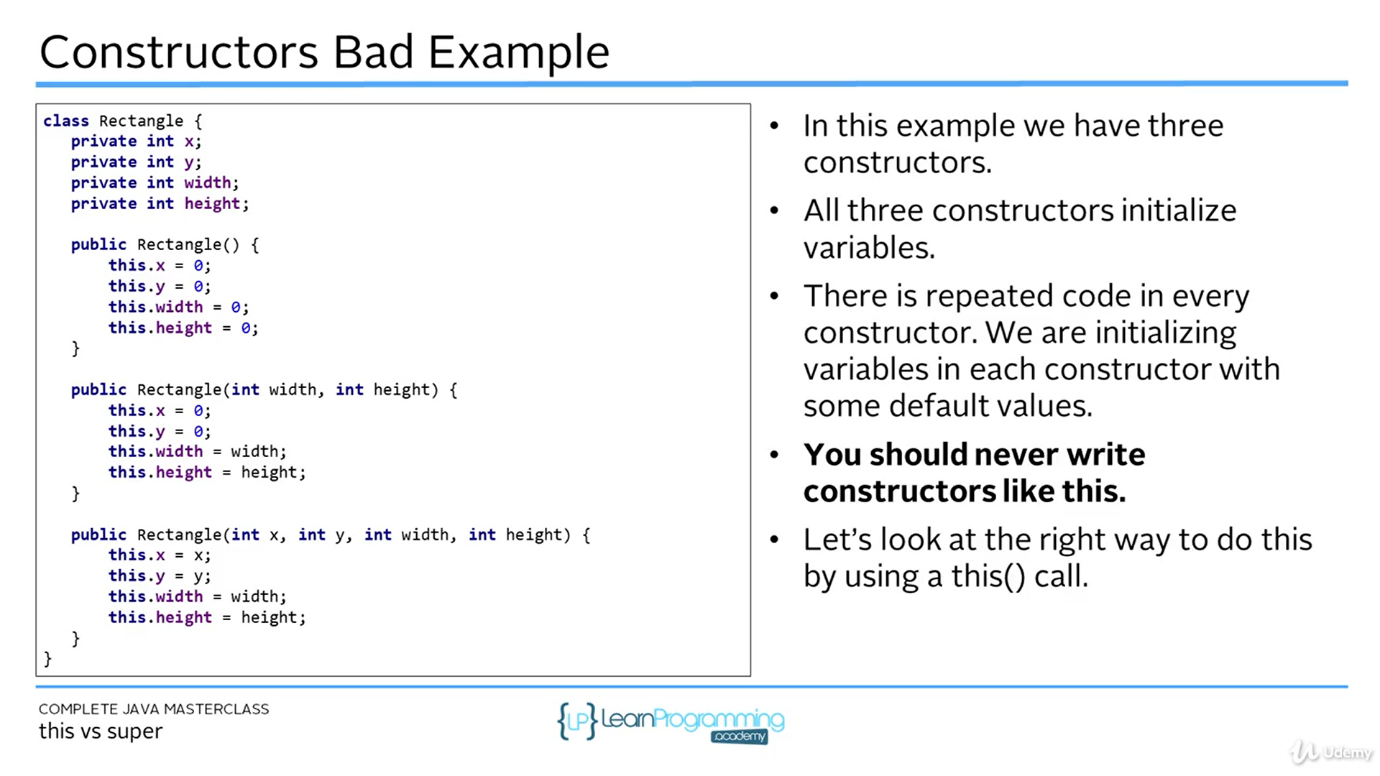 Constructors Bad Example
class Rectangle {
private int x;
private int y;
private int width;
private int height;
public Rectangle() {
this.x = 0;
this.y = 0;
this.width = 0;
this.height = 0;
}
public Rectangle(int width, int height) {
this.x = 0;
this.y = 0;
this.width = width;
this.height = height;
}
public Rectangle(int x, int y, int width, int height) {
this.x = x;
this.y = y;
this.width = width;
this.height = height;
}
}
• In this example we have three
constructors.
• All three constructors initialize
variables.
• There is repeated code in every
constructor. We are initializing
variables in each constructor with
some default values.
• You should never write
constructors like this.
• Let’s look at the right way to do this
by using a this() call.
COMPLETE JAVA MASTERCLASS
this vs super
{LP} LearnProgramming
.academy
Udemy